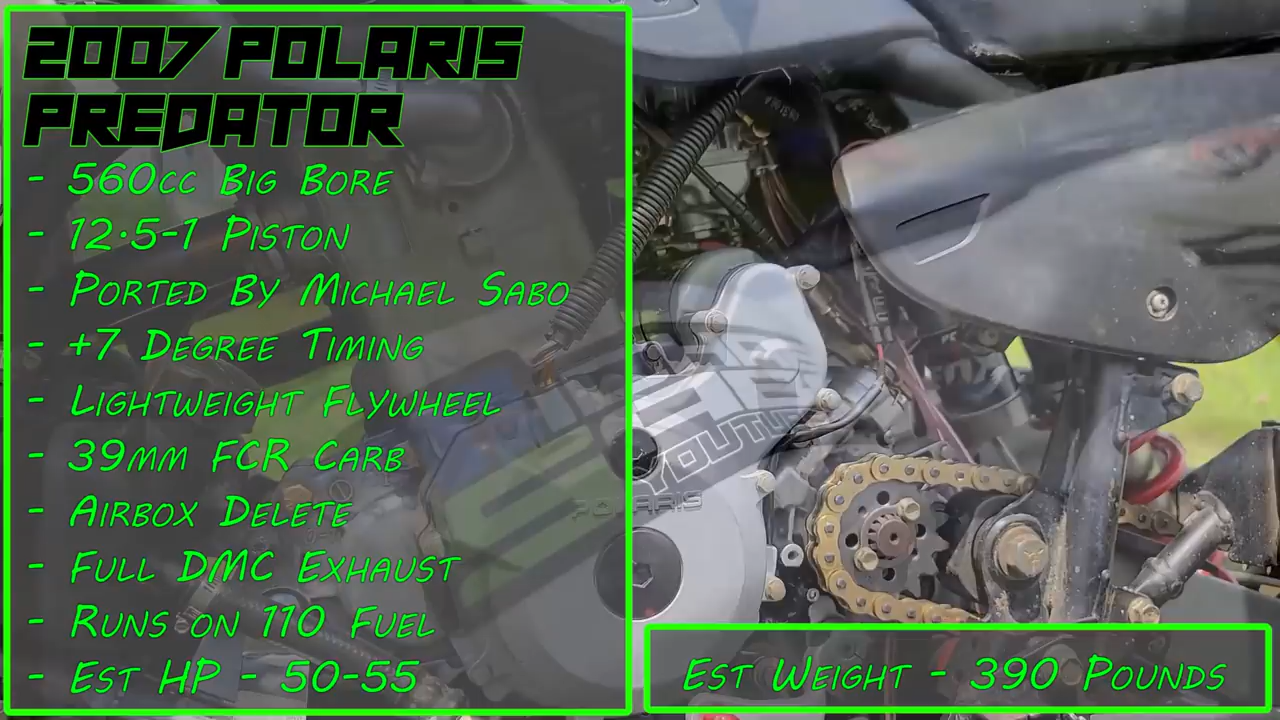 2007 POLARIS
PREDATOR
- 560cc Big Bore
- 12.5-1 Piston
- Ported By Michael Sabo
- +7 Degree Timing
- Lightweight Flywheel
- 39mm FCR Carb
- Airbox Delete
- Full DMC Exhaust
- Runs on 110 Fuel
- Est HP - 50-55
YOUTUBE
POLARIS
Est Weight - 390 Pounds